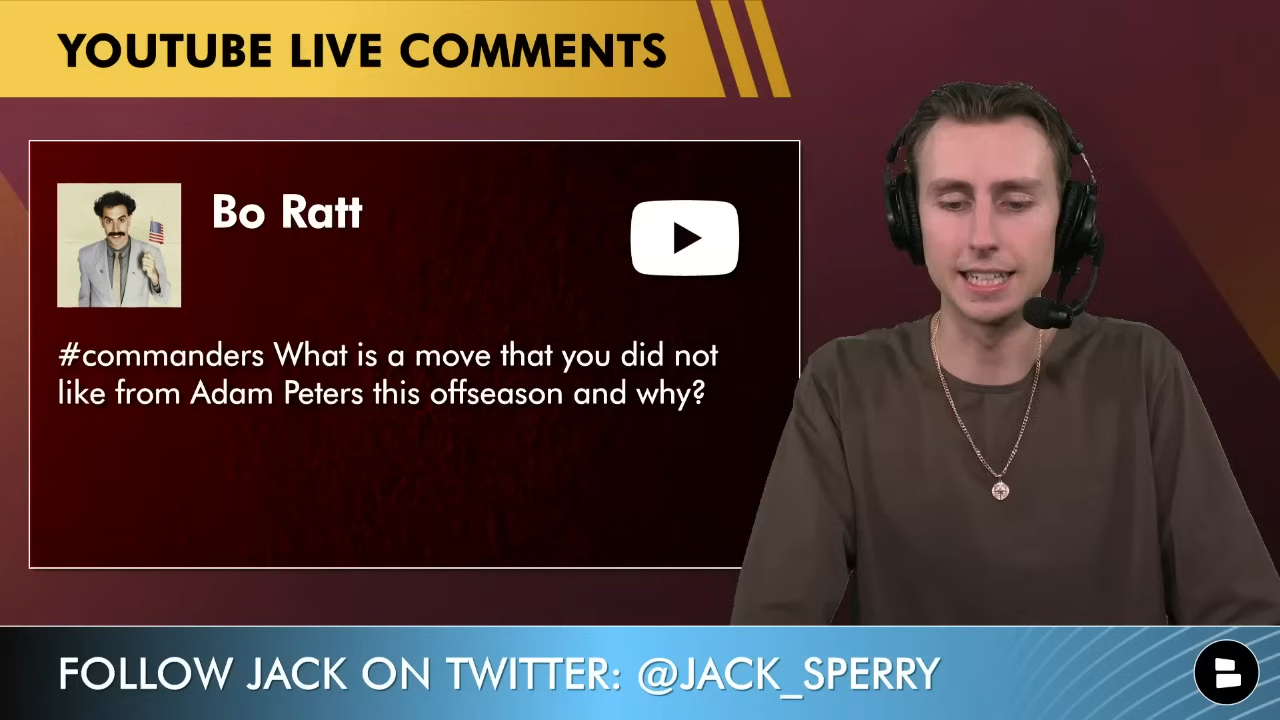 YOUTUBE LIVE COMMENTS
Bo Ratt
#commanders What is a move that you did not
like from Adam Peters this offseason and why?
FOLLOW JACK ON TWITTER: @JACK_SPERRY